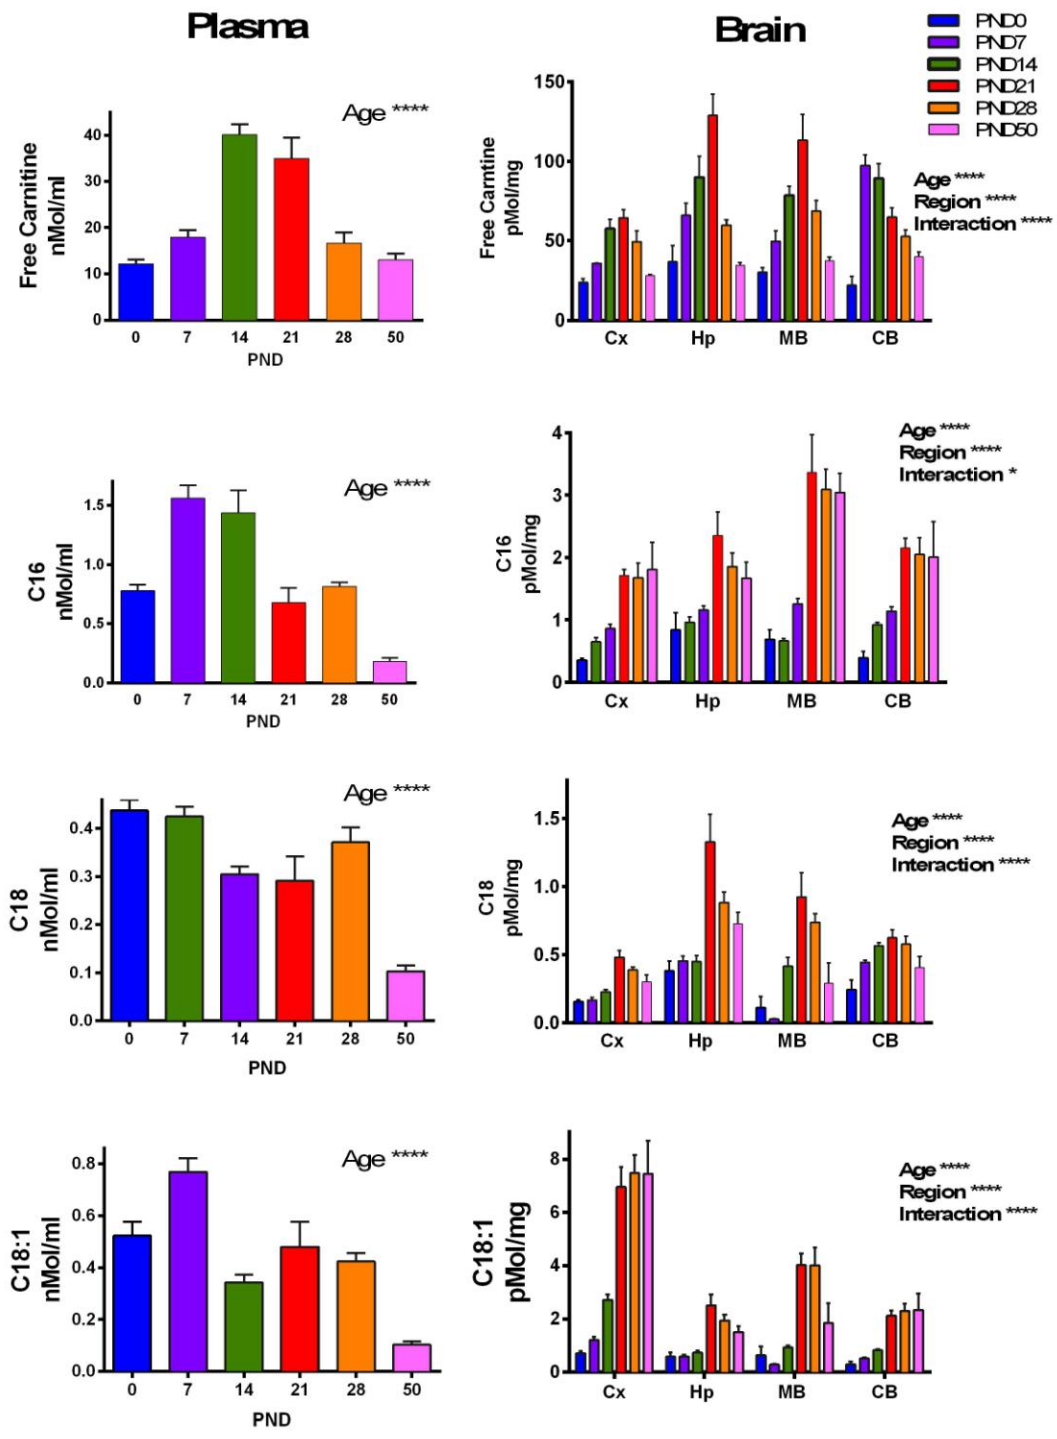 Plasma
Brain
PND0
PND7
PND14
PND21
PND28
PND50
Free Carnitine
nMol/ml
Age ****
40
30
20
10
0
0 7 14 21 28 50
PND
Free Carnitine
pMol/mg
150
100
50
0
Cx Hp MB CB
Age ****
Region ****
Interaction ****
C16
nMol/ml
Age ****
1.5
1.0
0.5
0.0
0 7 14 21 28 50
PND
C16
pMol/mg
4
3
2
1
0
Cx Hp MB CB
Age ****
Region ****
Interaction *
C18
nMol/ml
Age ****
0.4
0.3
0.2
0.1
0.0
0 7 14 21 28 50
PND
C18
pMol/mg
1.5
1.0
0.5
0.0
Cx Hp MB CB
Age ****
Region ****
Interaction ****
C18:1
nMol/ml
Age ****
0.8
0.6
0.4
0.2
0.0
0 7 14 21 28 50
PND
C18:1
pMol/mg
8
6
4
2
0
Cx Hp MB CB
Age ****
Region ****
Interaction ****